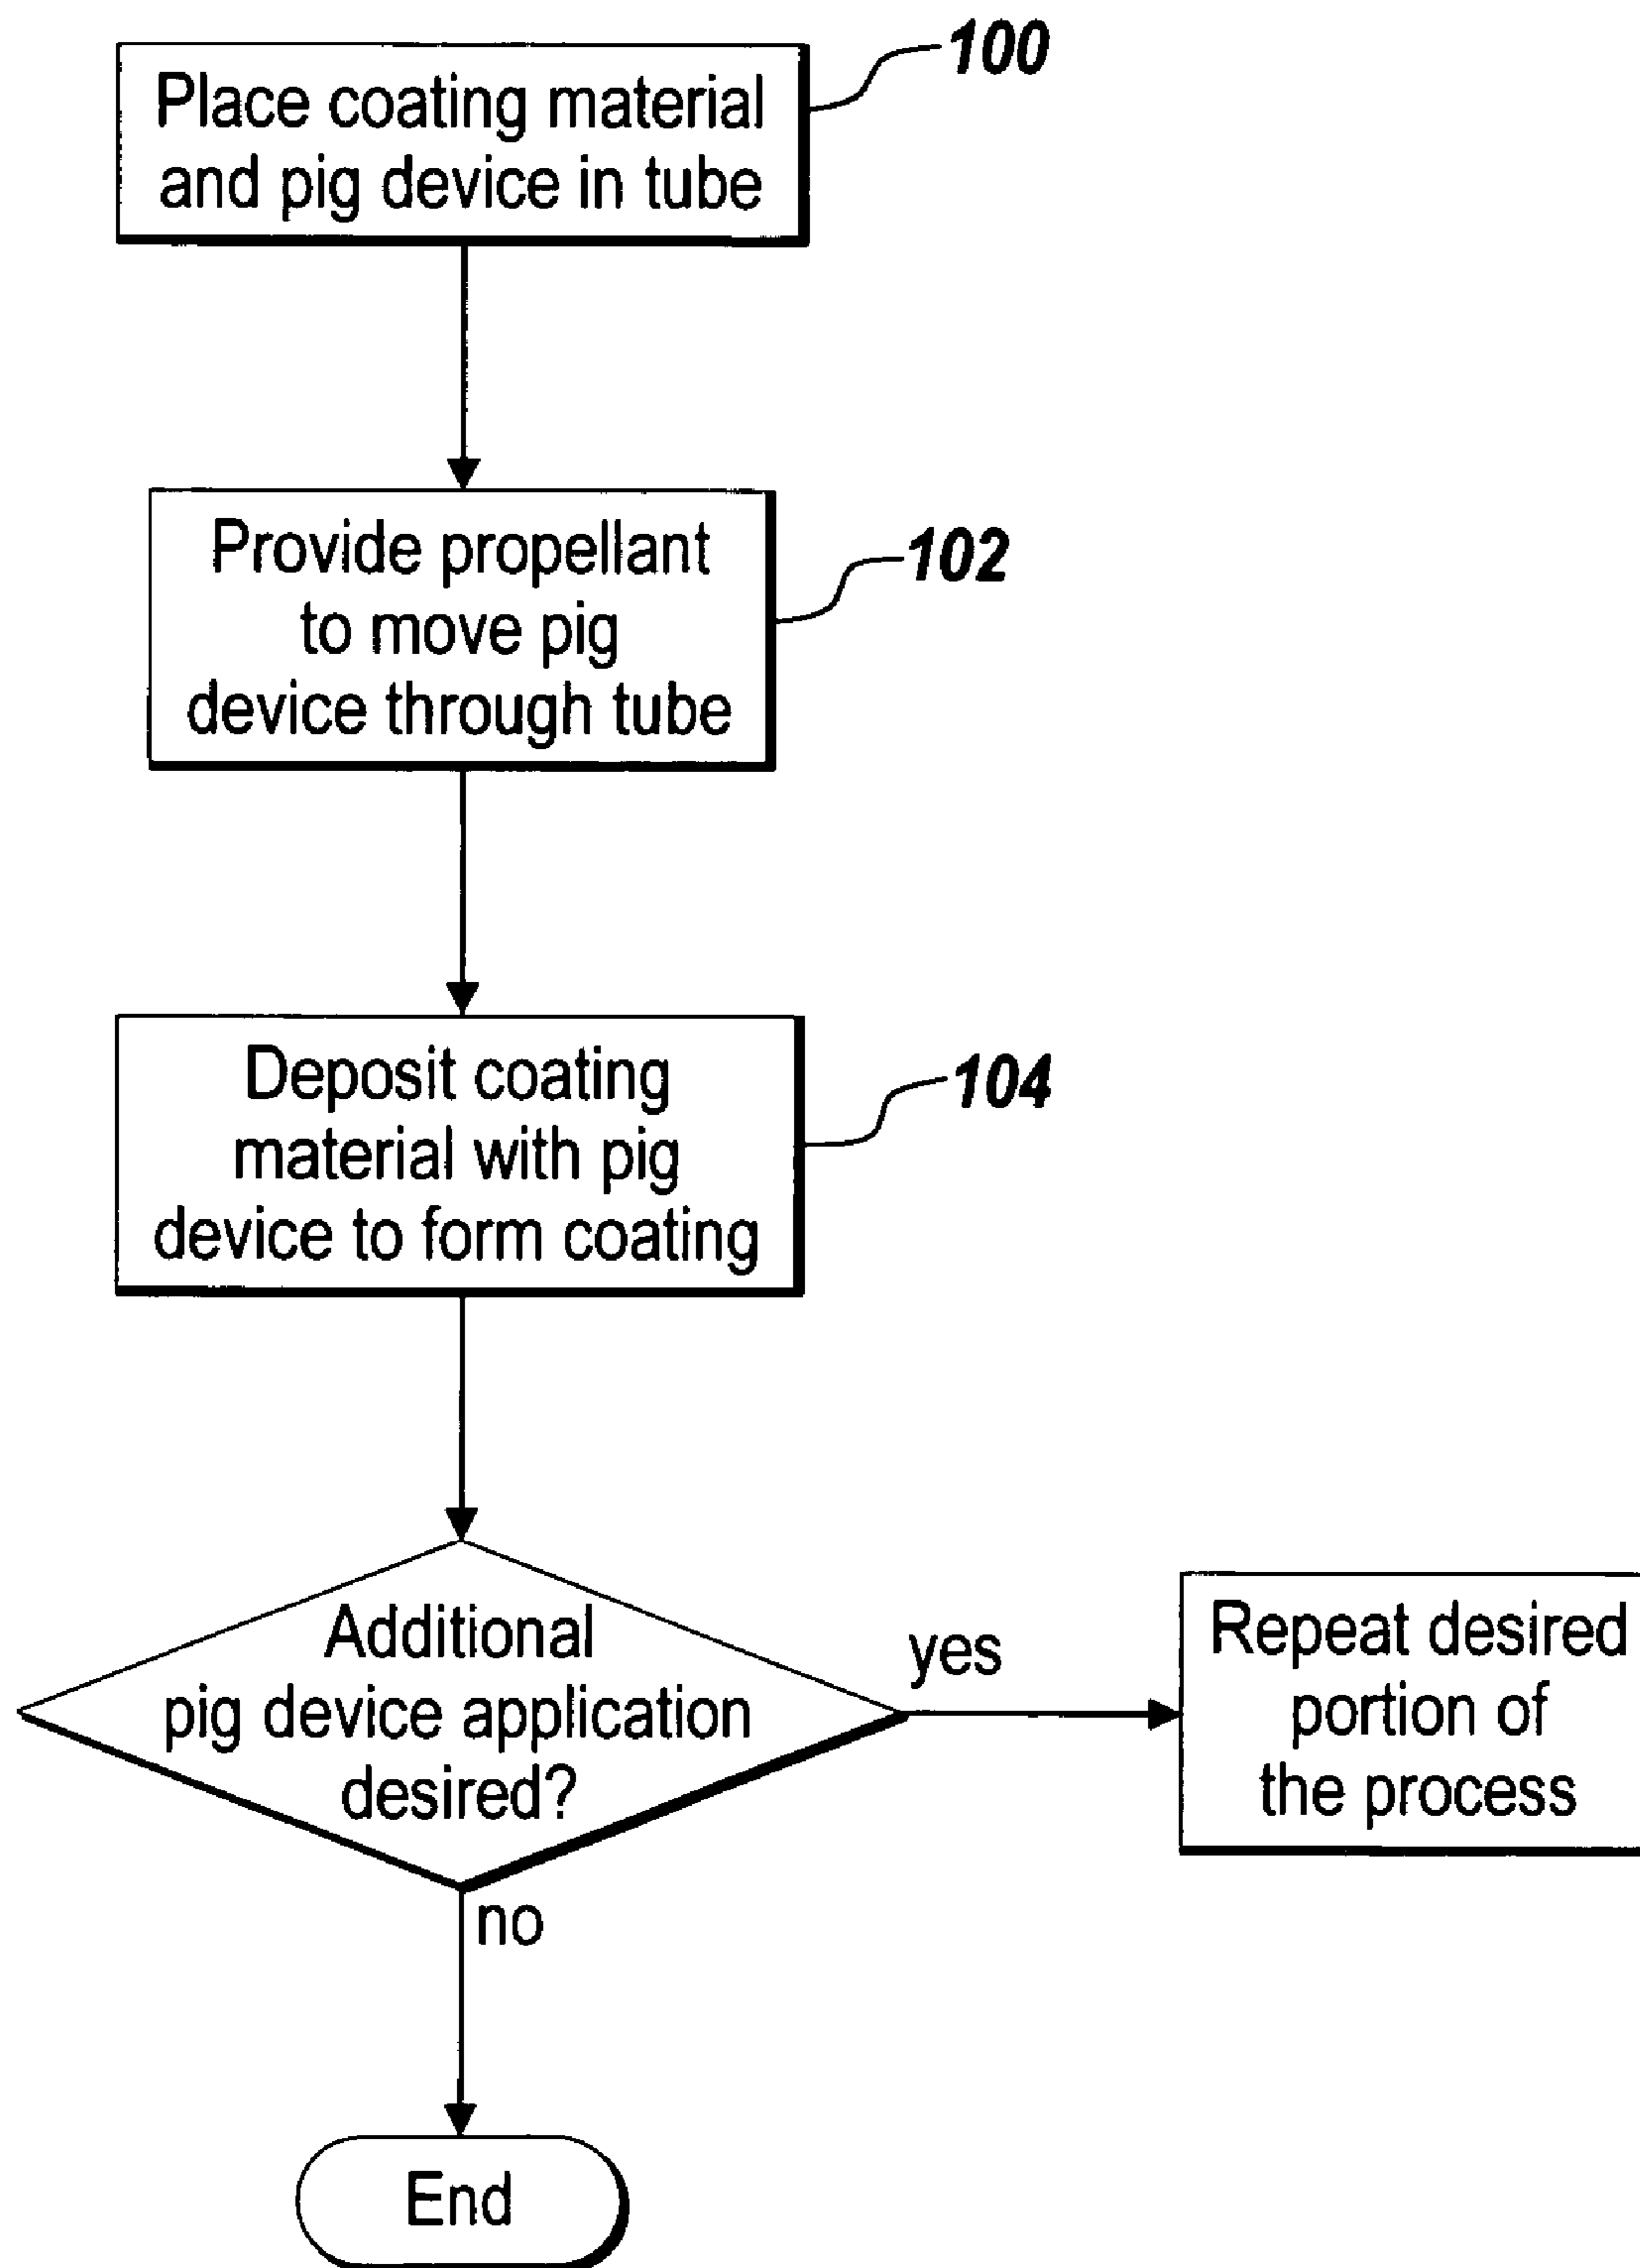 100
Place coating material
and pig device in tube
102
Provide propellant
to move pig
device through tube
104
Deposit coating
material with pig
device to form coating
Additional
pig device application
desired?
yes
Repeat desired
portion of
the process
no
End